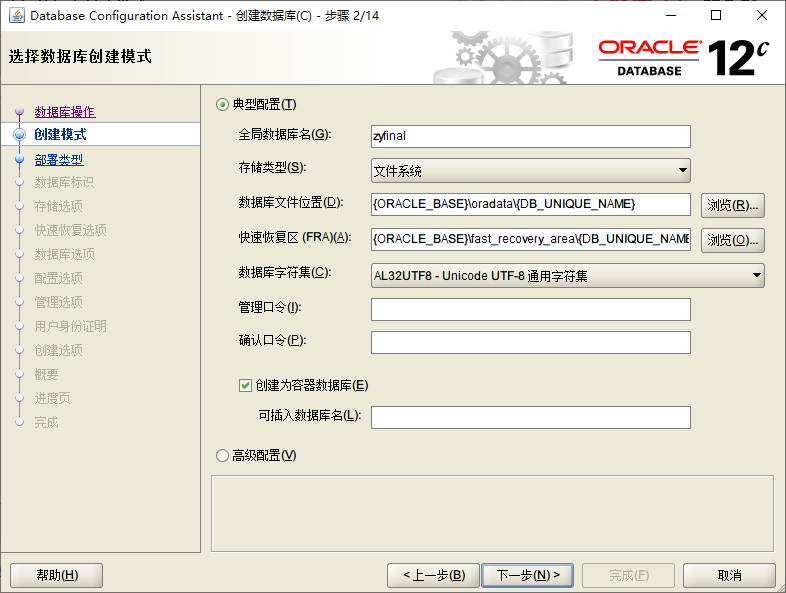 Database Configuration Assistant - 创建数据库(C) - 步骤 2/14
选择数据库创建模式
ORACLE®
DATABASE
12c
数据库操作
创建模式
部署类型
数据库标识
存储选项
快速恢复选项
数据库选项
配置选项
管理选项
用户身份证明
创建选项
概要
进度页
完成
典型配置(T)
全局数据库名(G): zyfinal
存储类型(S): 文件系统
数据库文件位置(D): {ORACLE_BASE}\oradata\{DB_UNIQUE_NAME} 浏览(R)...
快速恢复区 (FRA)(A): {ORACLE_BASE}\fast_recovery_area\{DB_UNIQUE_NAME 浏览(O)...
数据库字符集(C): AL32UTF8 - Unicode UTF-8 通用字符集
管理口令(I):
确认口令(P):
创建为容器数据库(E)
可插入数据库名(L):
高级配置(V)
帮助(H) < 上一步(B) 下一步(N) > 完成(F) 取消